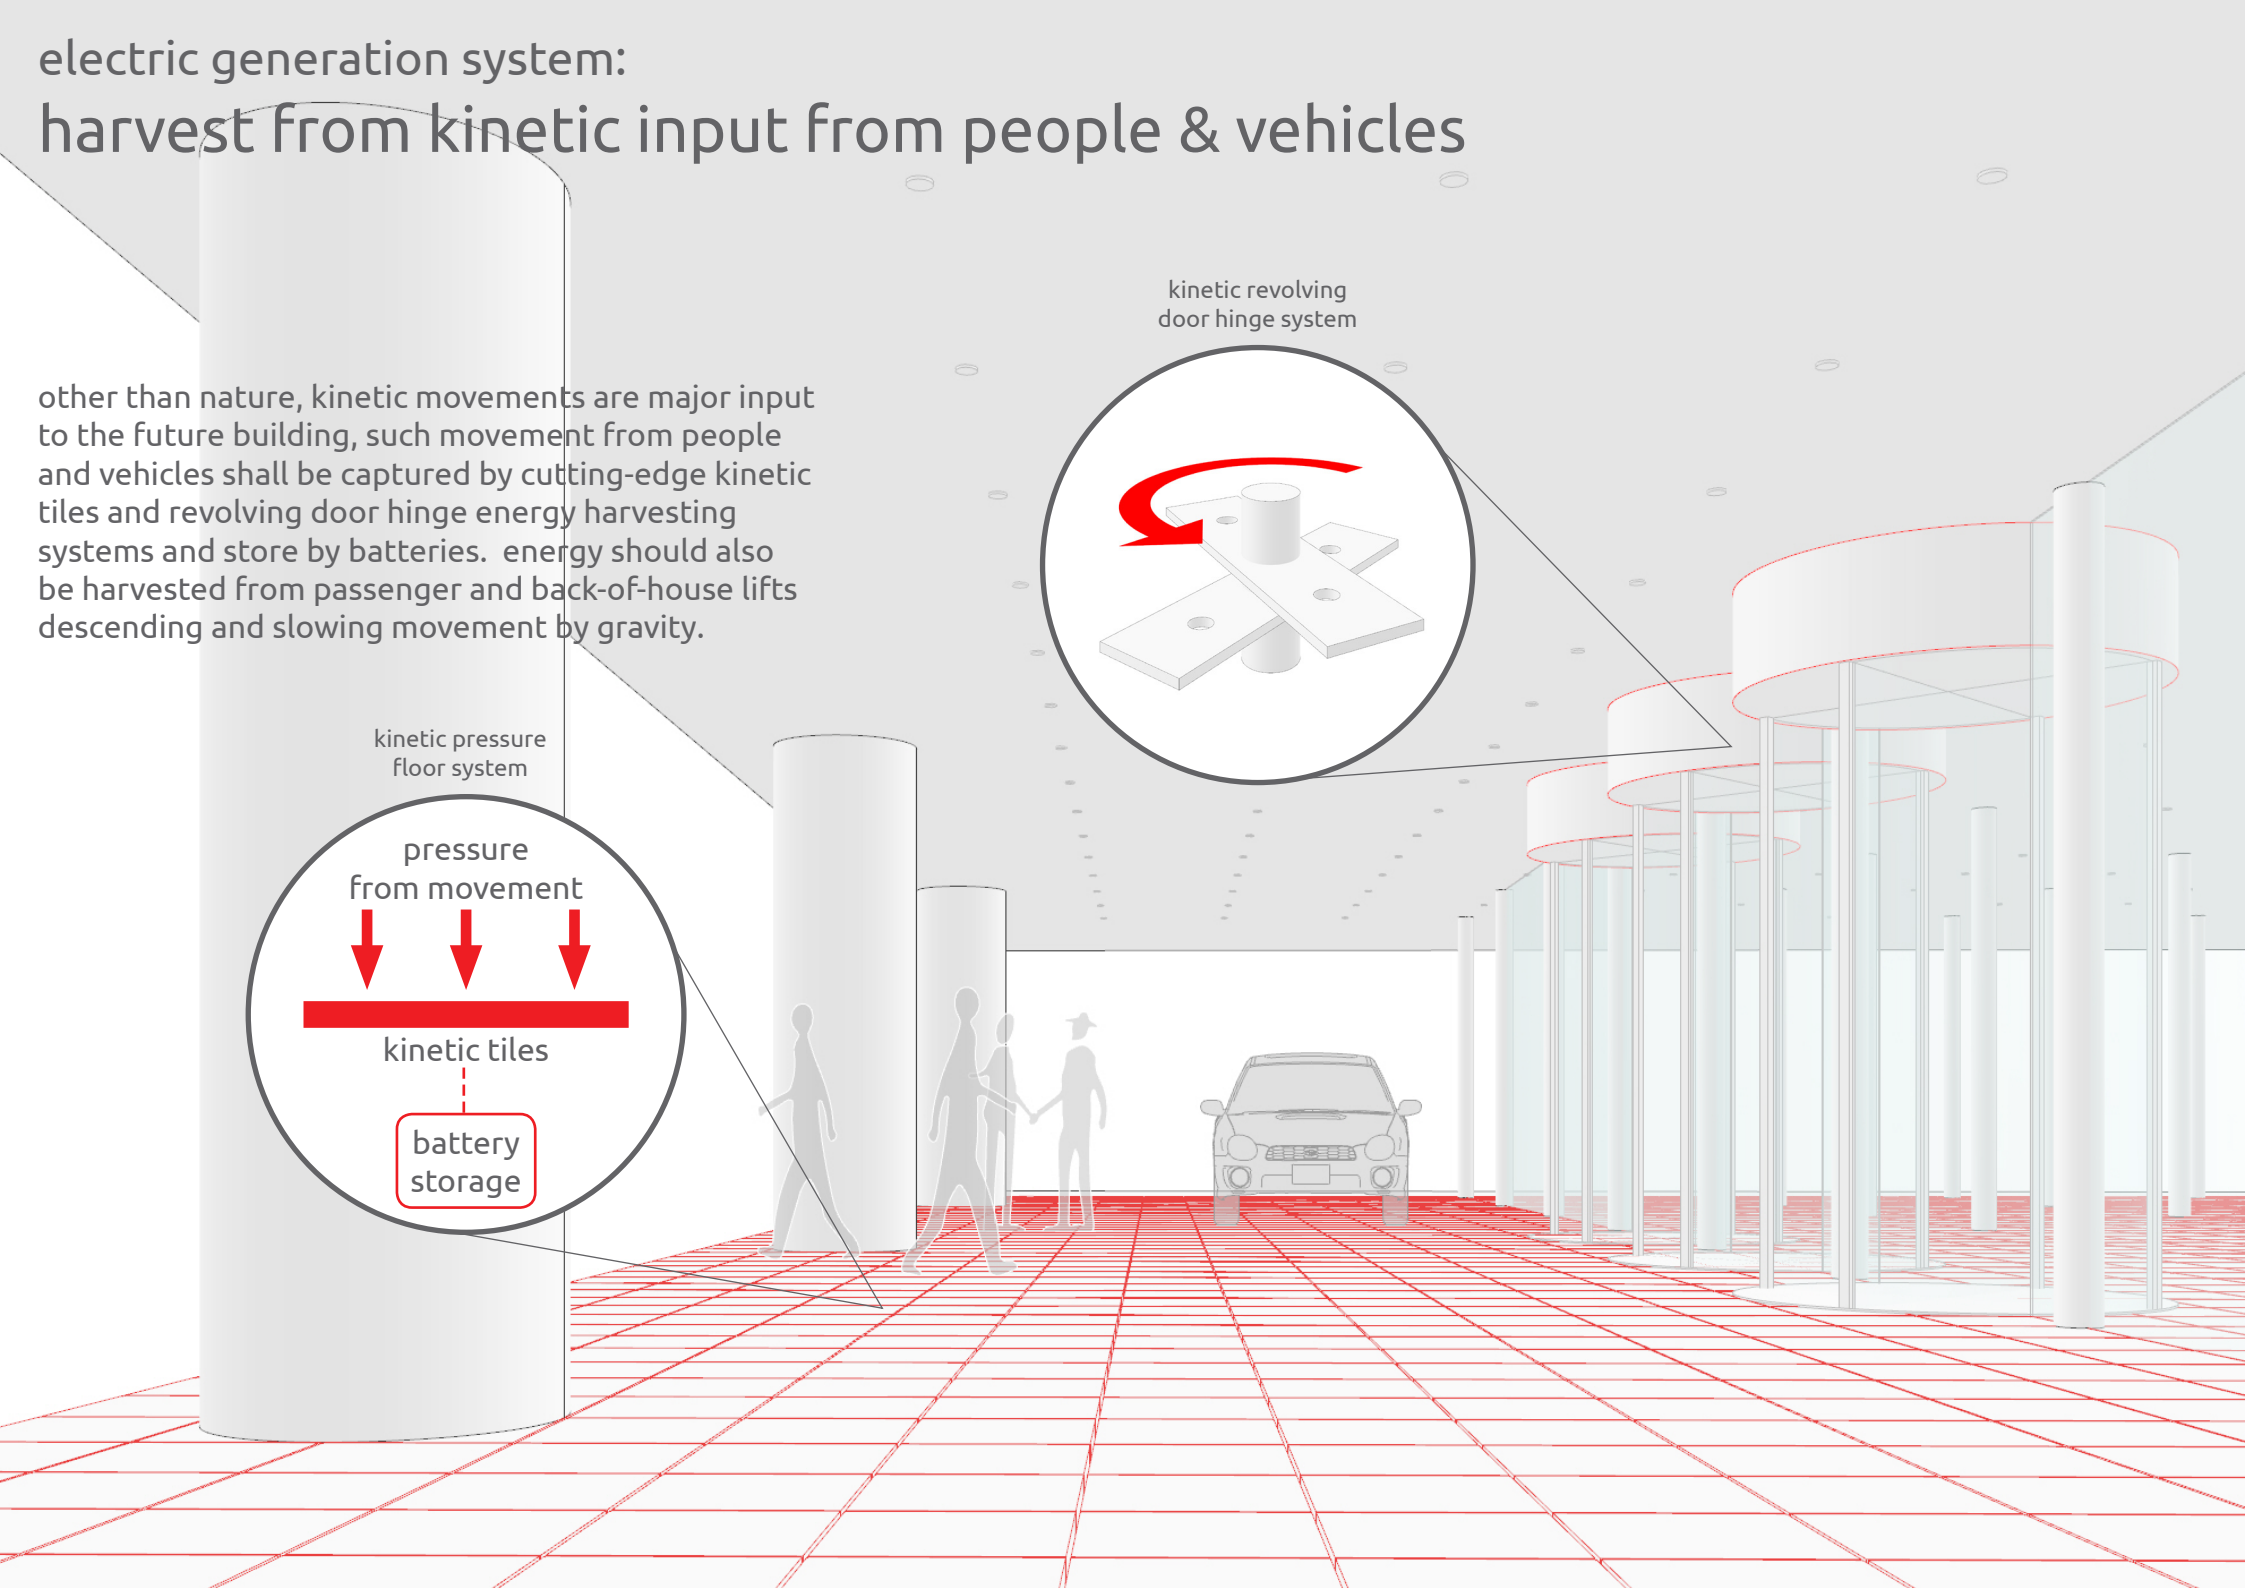 electric generation system:
harvest from kinetic input from people & vehicles
kinetic revolving
door hinge system
other than nature, kinetic movements are major input
to the future building, such movement from people
and vehicles shall be captured by cutting-edge kinetic
tiles and revolving door hinge energy harvesting
systems and store by batteries.  energy should also
be harvested from passenger and back-of-house lifts
descending and slowing movement by gravity.
kinetic pressure
floor system
pressure
from movement
kinetic tiles
battery
storage